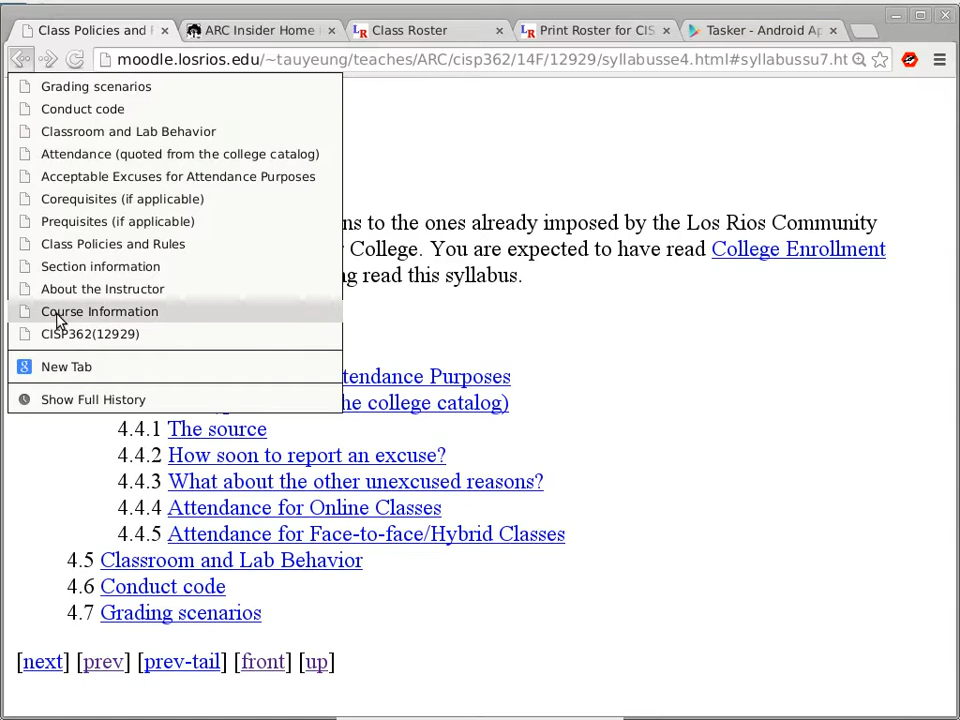 Class Policies and R
ARC Insider Home
Class Roster
Print Roster for CIS
Tasker - Android Ap
moodle.losrios.edu/~tauyeung/teaches/ARC/cisp362/14F/12929/syllabusse4.html#syllabussu7.ht
Grading scenarios
Conduct code
Classroom and Lab Behavior
Attendance (quoted from the college catalog)
Acceptable Excuses for Attendance Purposes
Corequisites (if applicable)
Prequisites (if applicable)
Class Policies and Rules
Section information
About the Instructor
Course Information
CISP362(12929)
New Tab
Show Full History
ns to the ones already imposed by the Los Rios Community
College. You are expected to have read College Enrollment
ng read this syllabus.
tendance Purposes
he college catalog)
4.4.1 The source
4.4.2 How soon to report an excuse?
4.4.3 What about the other unexcused reasons?
4.4.4 Attendance for Online Classes
4.4.5 Attendance for Face-to-face/Hybrid Classes
4.5 Classroom and Lab Behavior
4.6 Conduct code
4.7 Grading scenarios
[next] [prev] [prev-tail] [front] [up]